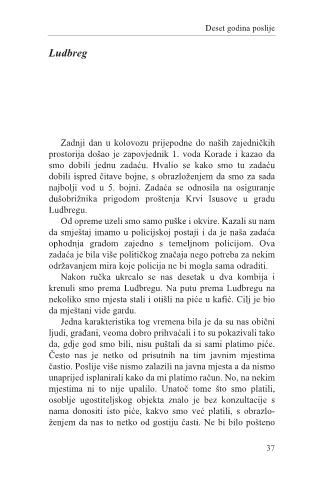 Deset godina poslije
Ludbreg
Zadnji dan u kolovozu prijepodne do naših zajedničkih
prostorija došao je zapovjednik 1. voda Korade i kazao da
smo dobili jednu zadaću. Hvalio se kako smo tu zadaću
dobili ispred čitave bojne, s obrazloženjem da smo za sada
najbolji vod u 5. bojni. Zadaća se odnosila na osiguranje
dušobrižnika prigodom proštenja Krvi Isusove u gradu
Ludbregu.
Od opreme uzeli smo samo puške i okvire. Kazali su nam
da smještaj imamo u policijskoj postaji i da je naša zadaća
ophodnja gradom zajedno s temeljnom policijom. Ova
zadaća je bila više političkog značaja nego potreba za nekim
održavanjem mira koje policija ne bi mogla sama odraditi.
Nakon ručka ukrcalo se nas desetak u dva kombija i
krenuli smo prema Ludbregu. Na putu prema Ludbregu na
nekoliko smo mjesta stali i otišli na piće u kafić. Cilj je bio
da mještani vide gardu.
Jedna karakteristika tog vremena bila je da su nas obični
ljudi, građani, veoma dobro prihvaćali i to su pokazivali tako
da, gdje god smo bili, nisu puštali da si sami platimo piće.
Često nas je netko od prisutnih na tim javnim mjestima
častio. Poslije više nismo zalazili na javna mjesta a da nismo
unaprijed isplanirali kako da mi platimo račun. No, na nekim
mjestima ni to nije upalilo. Unatoč tome što smo platili,
osoblje ugostiteljskog objekta znalo je bez konzultacije s
nama donositi isto piće, kakvo smo već platili, s obrazlo-
ženjem da nas to netko od gostiju časti. Ne bi bilo pošteno
37